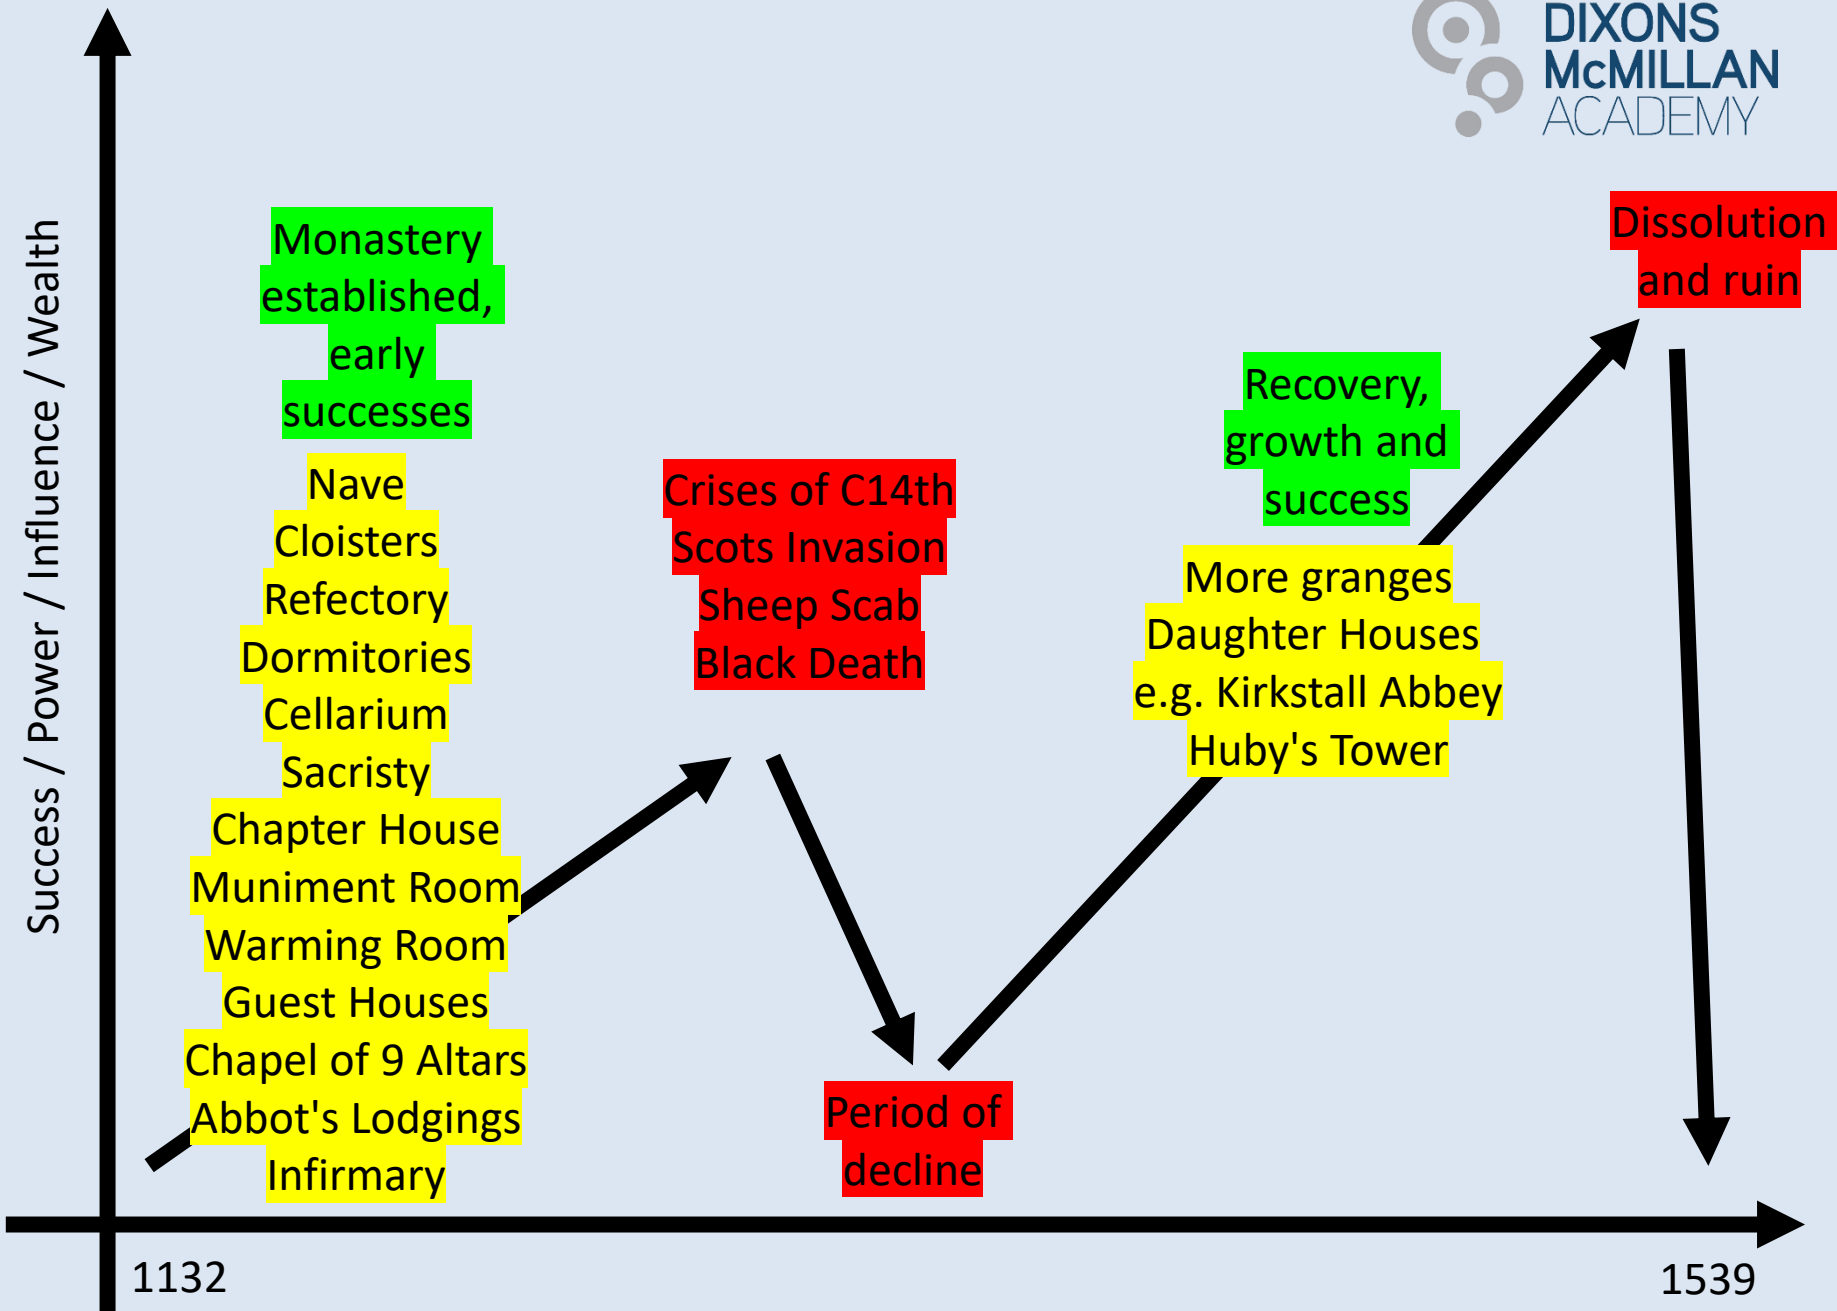 DIXONS
McMILLAN
ACADEMY
Success / Power / Influence / Wealth
Monastery
established,
early
successes
Nave
Cloisters
Refectory
Dormitories
Cellarium
Sacristy
Chapter House
Muniment Room
Warming Room
Guest Houses
Chapel of 9 Altars
Abbot's Lodgings
Infirmary
Crises of C14th
Scots Invasion
Sheep Scab
Black Death
Period of
decline
Recovery,
growth and
success
More granges
Daughter Houses
e.g. Kirkstall Abbey
Huby's Tower
Dissolution
and ruin
1132
1539